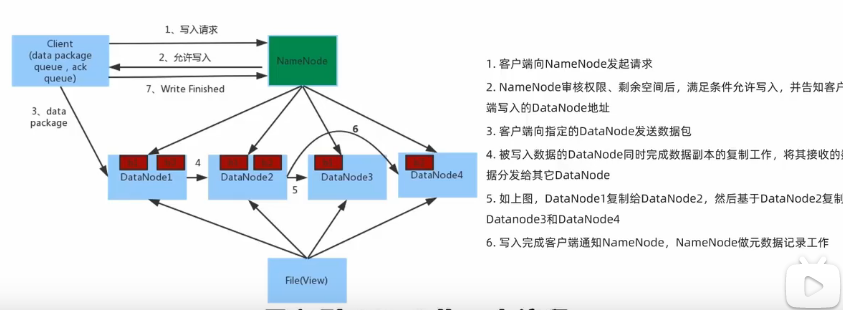 1、写入请求
Client
(data package
queue，ack
queue)
2、允许写入
NameNode
7、Write Finished
3、data
package
6
DataNode1
4
DataNode2
5
DataNode3
DataNode4
File(View)
1. 客户端向NameNode发起请求
2. NameNode审核权限、剩余空间后，满足条件允许写入，并告知客户
端写入的DataNode地址
3. 客户端向指定的DataNode发送数据包
4. 被写入数据的DataNode同时完成数据副本的复制工作，将其接收的数
据分发给其它DataNode
5. 如上图，DataNode1复制给DataNode2，然后基于DataNode2复制
Datanode3和DataNode4
6. 写入完成客户端通知NameNode，NameNode做元数据记录工作